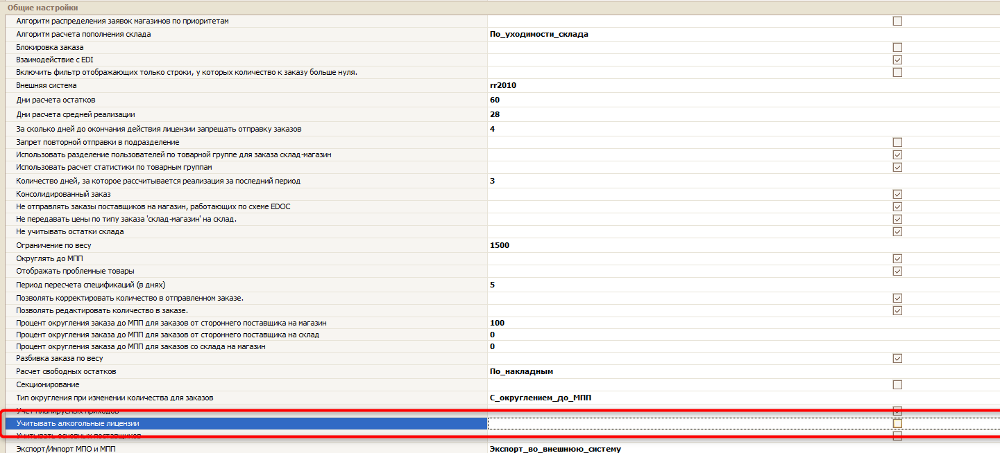 Общие настройки
Алгоритм распределения заявок магазинов по приоритетам
Алгоритм расчета пополнения склада По_уходимости_склада
Блокировка заказа
Взаимодействие с EDI
Включить фильтр отображающих только строки, у которых количество к заказу больше нуля.
Внешняя система rr2010
Дни расчета остатков 60
Дни расчета средней реализации 28
За сколько дней до окончания действия лицензии запрещать отправку заказов 4
Запрет повторной отправки в подразделение
Использовать разделение пользователей по товарной группе для заказа склад-магазин
Использовать расчет статистики по товарным группам
Количество дней, за которое рассчитывается реализация за последний период 3
Консолидированный заказ
Не отправлять заказы поставщиков на магазин, работающих по схеме EDOC
Не передавать цены по типу заказа 'склад-магазин' на склад.
Не учитывать остатки склада
Ограничение по весу 1500
Округлять до МПП
Отображать проблемные товары
Период пересчета спецификаций (в днях) 5
Позволять корректировать количество в отправленном заказе.
Позволять редактировать количество в заказе.
Процент округления заказа до МПП для заказов от стороннего поставщика на магазин 100
Процент округления заказа до МПП для заказов от стороннего поставщика на склад 0
Процент округления заказа до МПП для заказов со склада на магазин 0
Разбивка заказа по весу
Расчет свободных остатков По_накладным
Секционирование
Тип округления при изменении количества для заказов С_округлением_до_МПП
Учет планируемых приходов
Учитывать алкогольные лицензии
Учитывать основных поставщиков
Экспорт/Импорт МПО и МПП Экспорт_во_внешнюю_систему